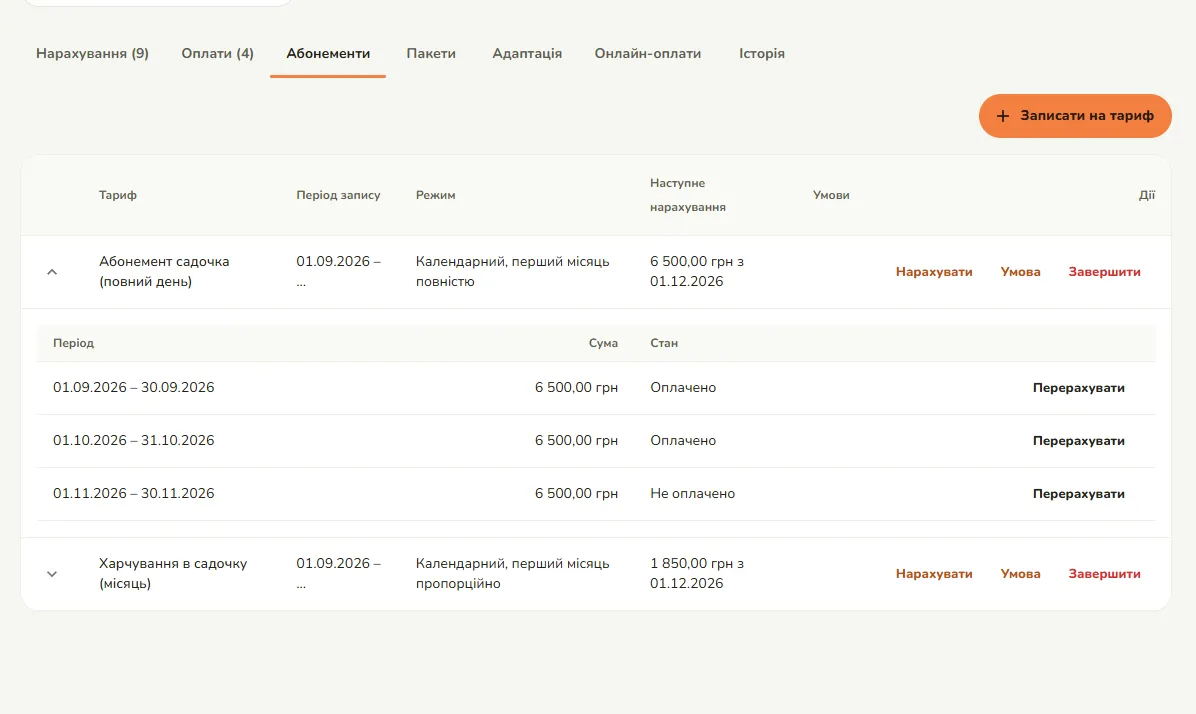 Нарахування (9) Оплати (4) Абонементи Пакети Адаптація Онлайн-оплати Історія
+ Записати на тариф
Тариф Період запису Режим Наступне нарахування Умови Дії
Абонемент садочка (повний день) 01.09.2026 – ... Календарний, перший місяць повністю 6 500,00 грн з 01.12.2026 Нарахувати Умова Завершити
Період Сума Стан
01.09.2026 – 30.09.2026 6 500,00 грн Оплачено Перерахувати
01.10.2026 – 31.10.2026 6 500,00 грн Оплачено Перерахувати
01.11.2026 – 30.11.2026 6 500,00 грн Не оплачено Перерахувати
Харчування в садочку (місяць) 01.09.2026 – ... Календарний, перший місяць пропорційно 1 850,00 грн з 01.12.2026 Нарахувати Умова Завершити